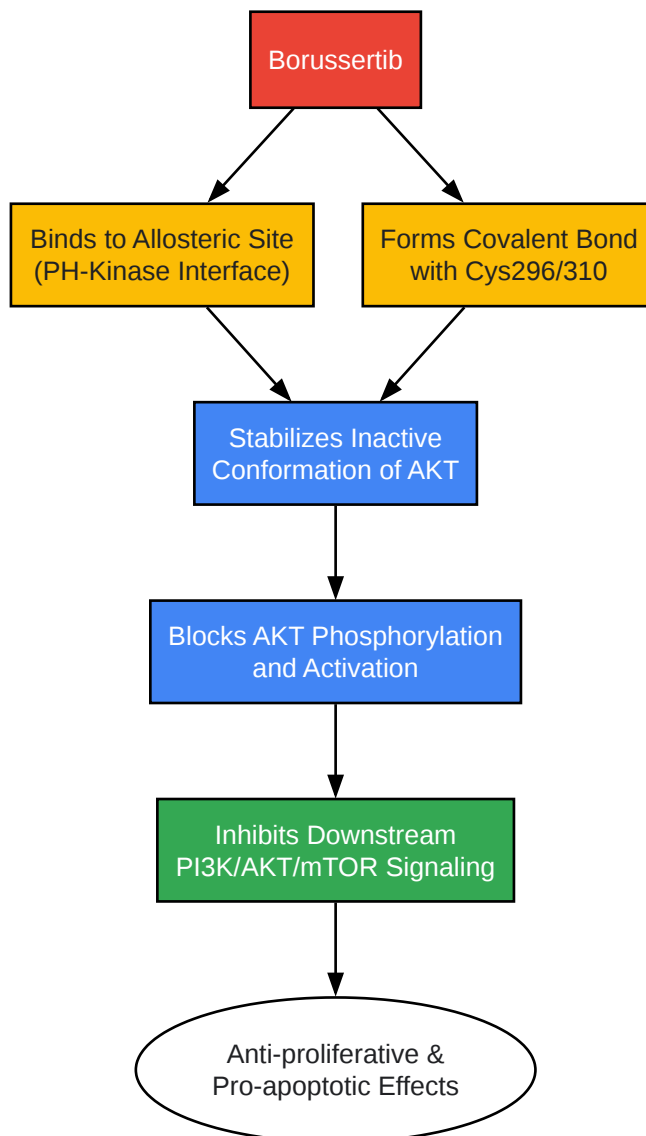 Borussertib
Binds to Allosteric Site
(PH-Kinase Interface)
Forms Covalent Bond
with Cys296/310
Stabilizes Inactive
Conformation of AKT
Blocks AKT Phosphorylation
and Activation
Inhibits Downstream
PI3K/AKT/mTOR Signaling
Anti-proliferative &
Pro-apoptotic Effects